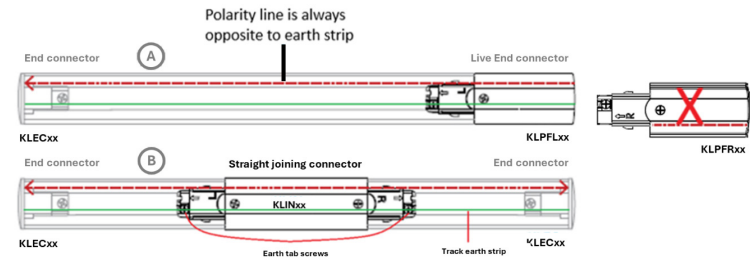 Polarity line is always
opposite to earth strip
End connector
A
Live End connector
L
R
KLECxx
KLPFLxx
KLPFRxx
End connector
B
Straight joining connector
End connector
L
KLINxx
R
KLECxx
KLECxx
Earth tab screws
Track earth strip